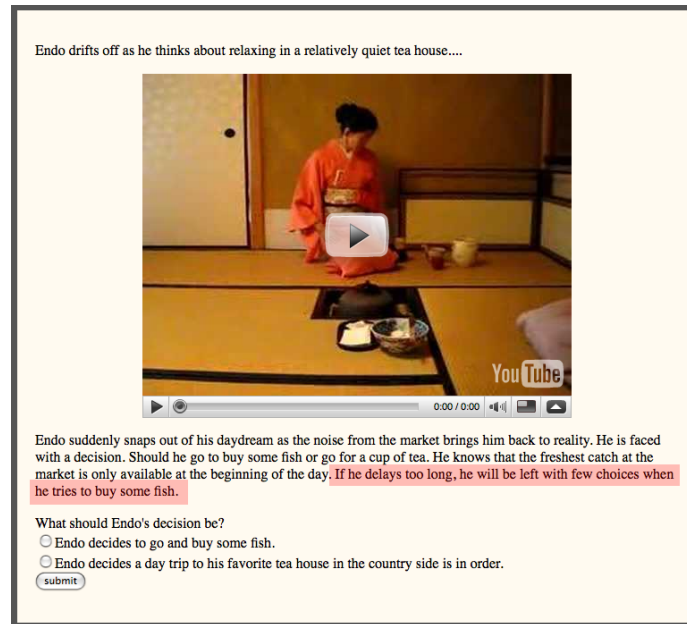 Endo drifts off as he thinks about relaxing in a relatively quiet tea house....
YouTube
0:00 / 0:00
Endo suddenly snaps out of his daydream as the noise from the market brings him back to reality. He is faced
with a decision. Should he go to buy some fish or go for a cup of tea. He knows that the freshest catch at the
market is only available at the beginning of the day. If he delays too long, he will be left with few choices when
he tries to buy some fish.
What should Endo's decision be?
Endo decides to go and buy some fish.
Endo decides a day trip to his favorite tea house in the country side is in order.
submit